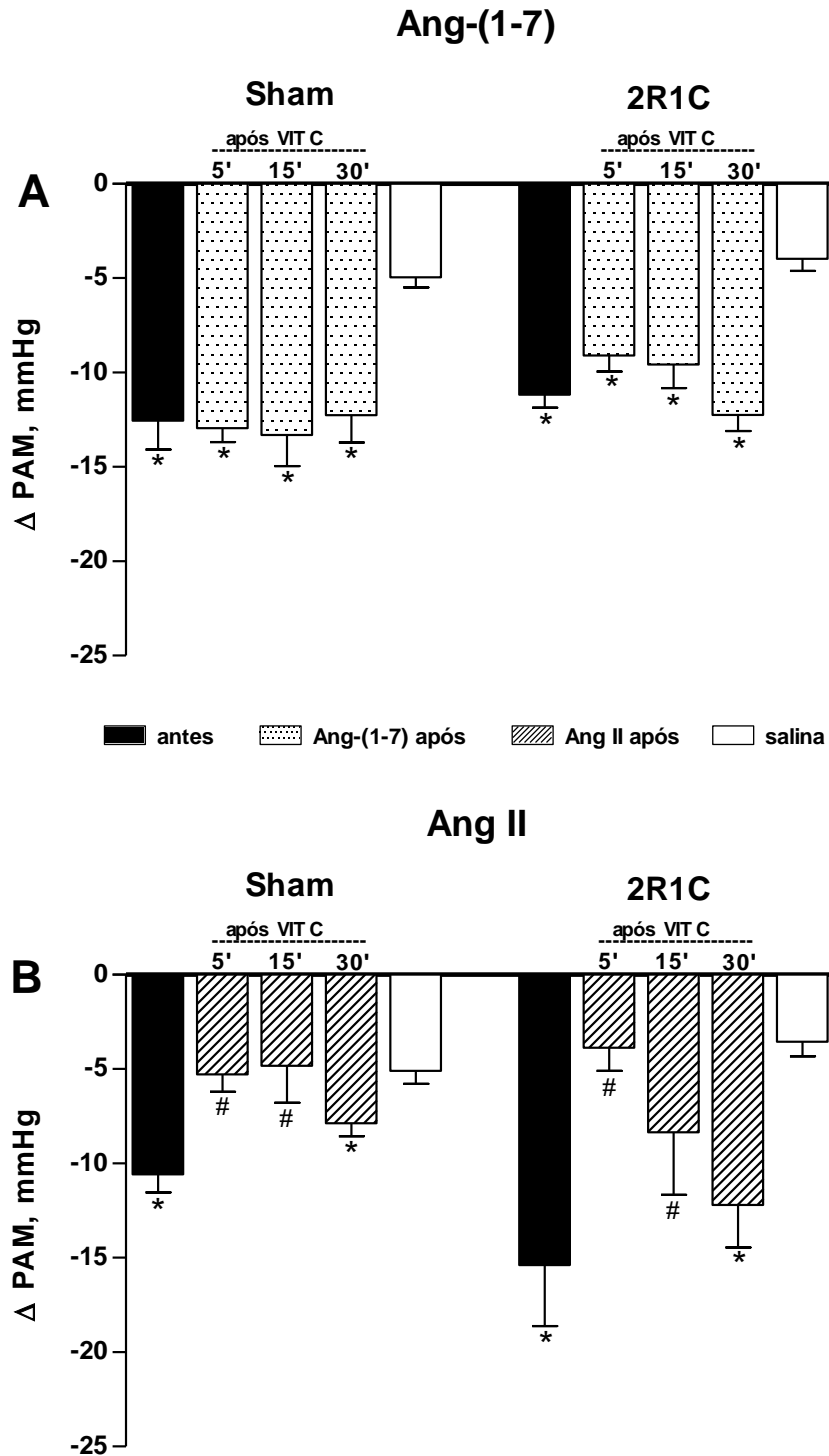 Ang-(1-7)
Sham 2R1C
após VIT C após VIT C
5' 15' 30' 5' 15' 30'
A
0
-5
-10
-15
-20
-25
Δ PAM, mmHg
* * * * * * * *
antes Ang-(1-7) após Ang II após salina
Ang II
Sham 2R1C
após VIT C após VIT C
5' 15' 30' 5' 15' 30'
B
0
-5
-10
-15
-20
-25
Δ PAM, mmHg
* # # * * # # *